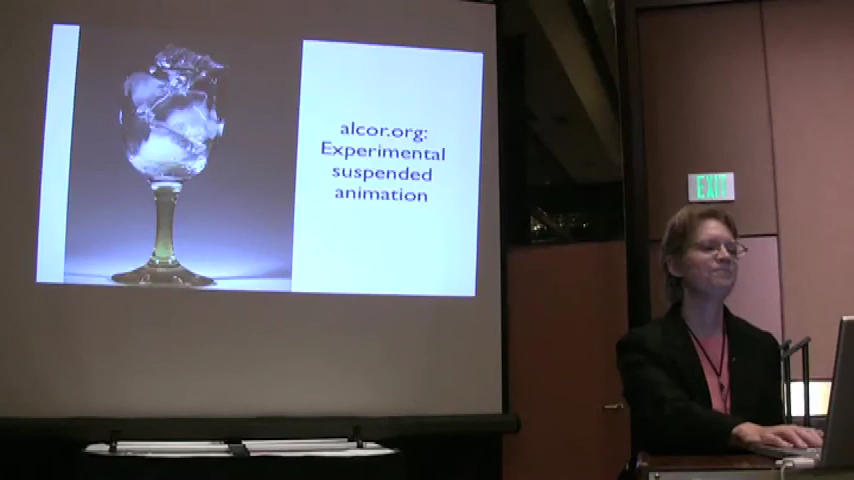 alcor.org:
Experimental
suspended
animation
EXIT